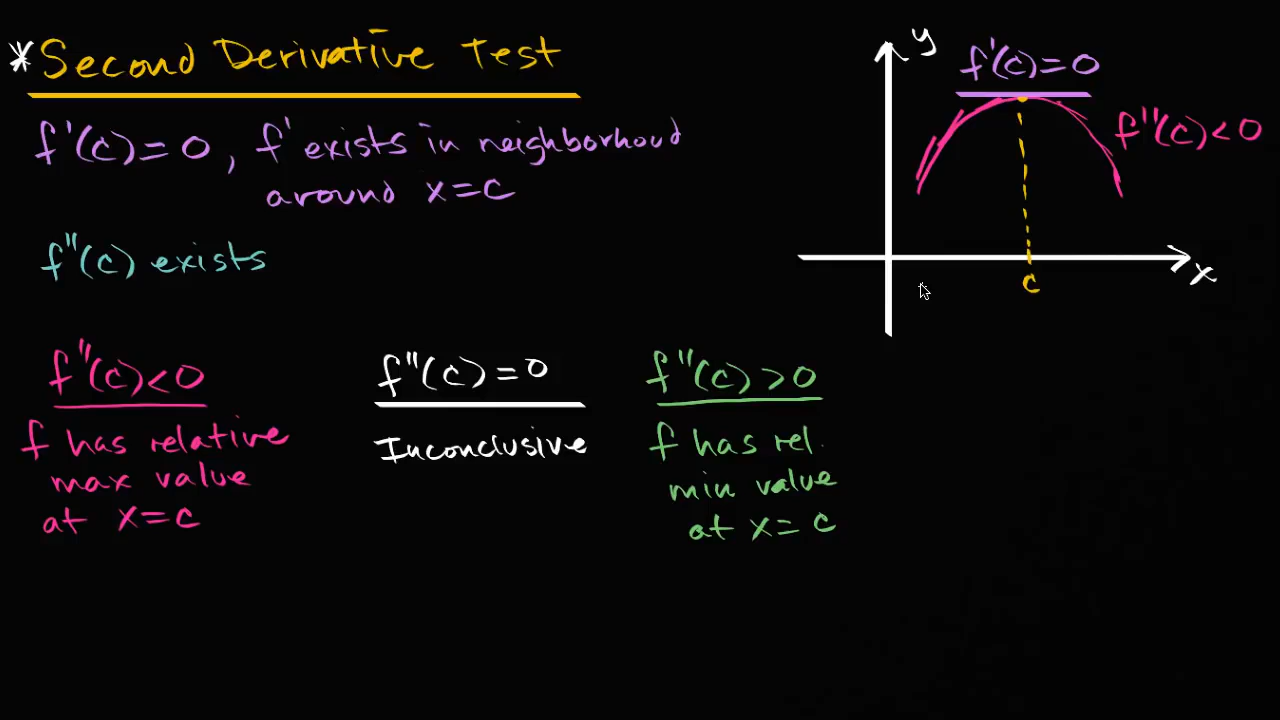 * Second Derivative Test
f'(c) = 0, f' exists in neighborhood
around x = c
f''(c) exists
f''(c) < 0
f has relative
max value
at x = c
f''(c) = 0
Inconclusive
f''(c) > 0
f has rel.
min value
at x = c
y
f'(c) = 0
f''(c) < 0
x
c